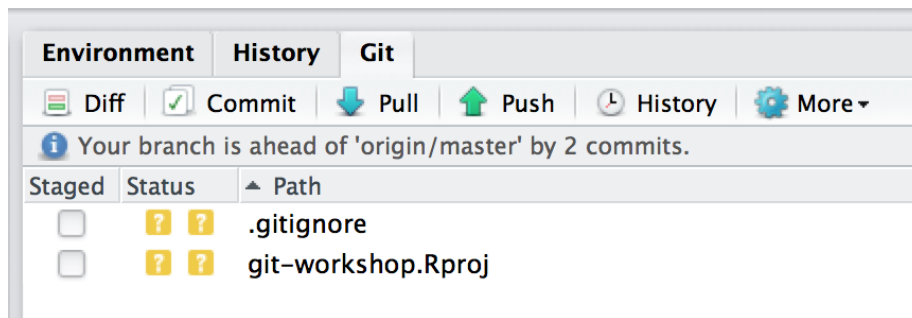 Environment History Git
Diff Commit Pull Push History More
Your branch is ahead of 'origin/master' by 2 commits.
Staged Status Path
? ? .gitignore
? ? git-workshop.Rproj